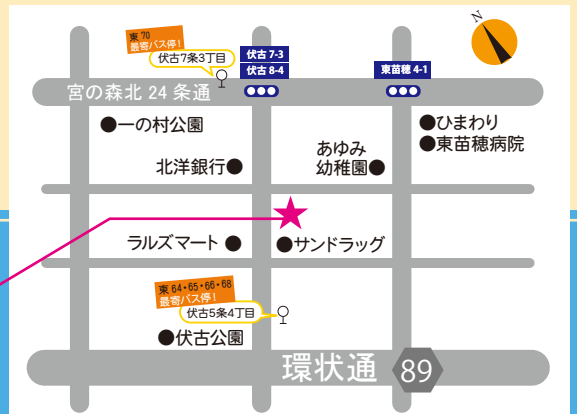 N
東 70
最寄バス停!
伏古7条3丁目
伏古 7-3
伏古 8-4
東苗穂 4-1
宮の森北 24 条通
●一の村公園
●ひまわり
●東苗穂病院
北洋銀行●
あゆみ
幼稚園●
ラルズマート ●
●サンドラッグ
東 64・65・66・68
最寄バス停!
伏古5条4丁目
●伏古公園
環状通 89